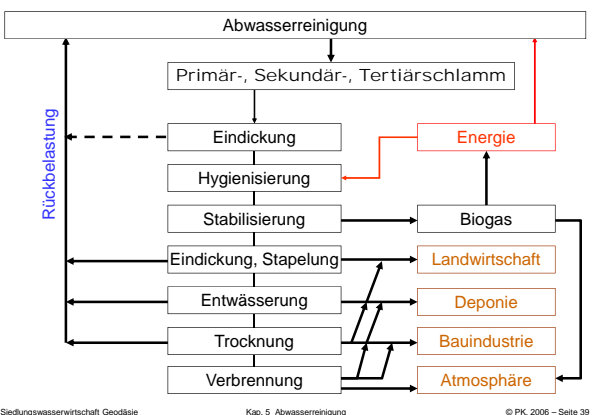 Abwasserreinigung
Primär-, Sekundär-, Tertiärschlamm
Rückbelastung
Eindickung
Energie
Hygienisierung
Stabilisierung
Biogas
Eindickung, Stapelung
Landwirtschaft
Entwässerung
Deponie
Trocknung
Bauindustrie
Verbrennung
Atmosphäre
Siedlungswasserwirtschaft Geodäsie
Kap. 5 Abwasserreinigung
© PK, 2006 – Seite 39